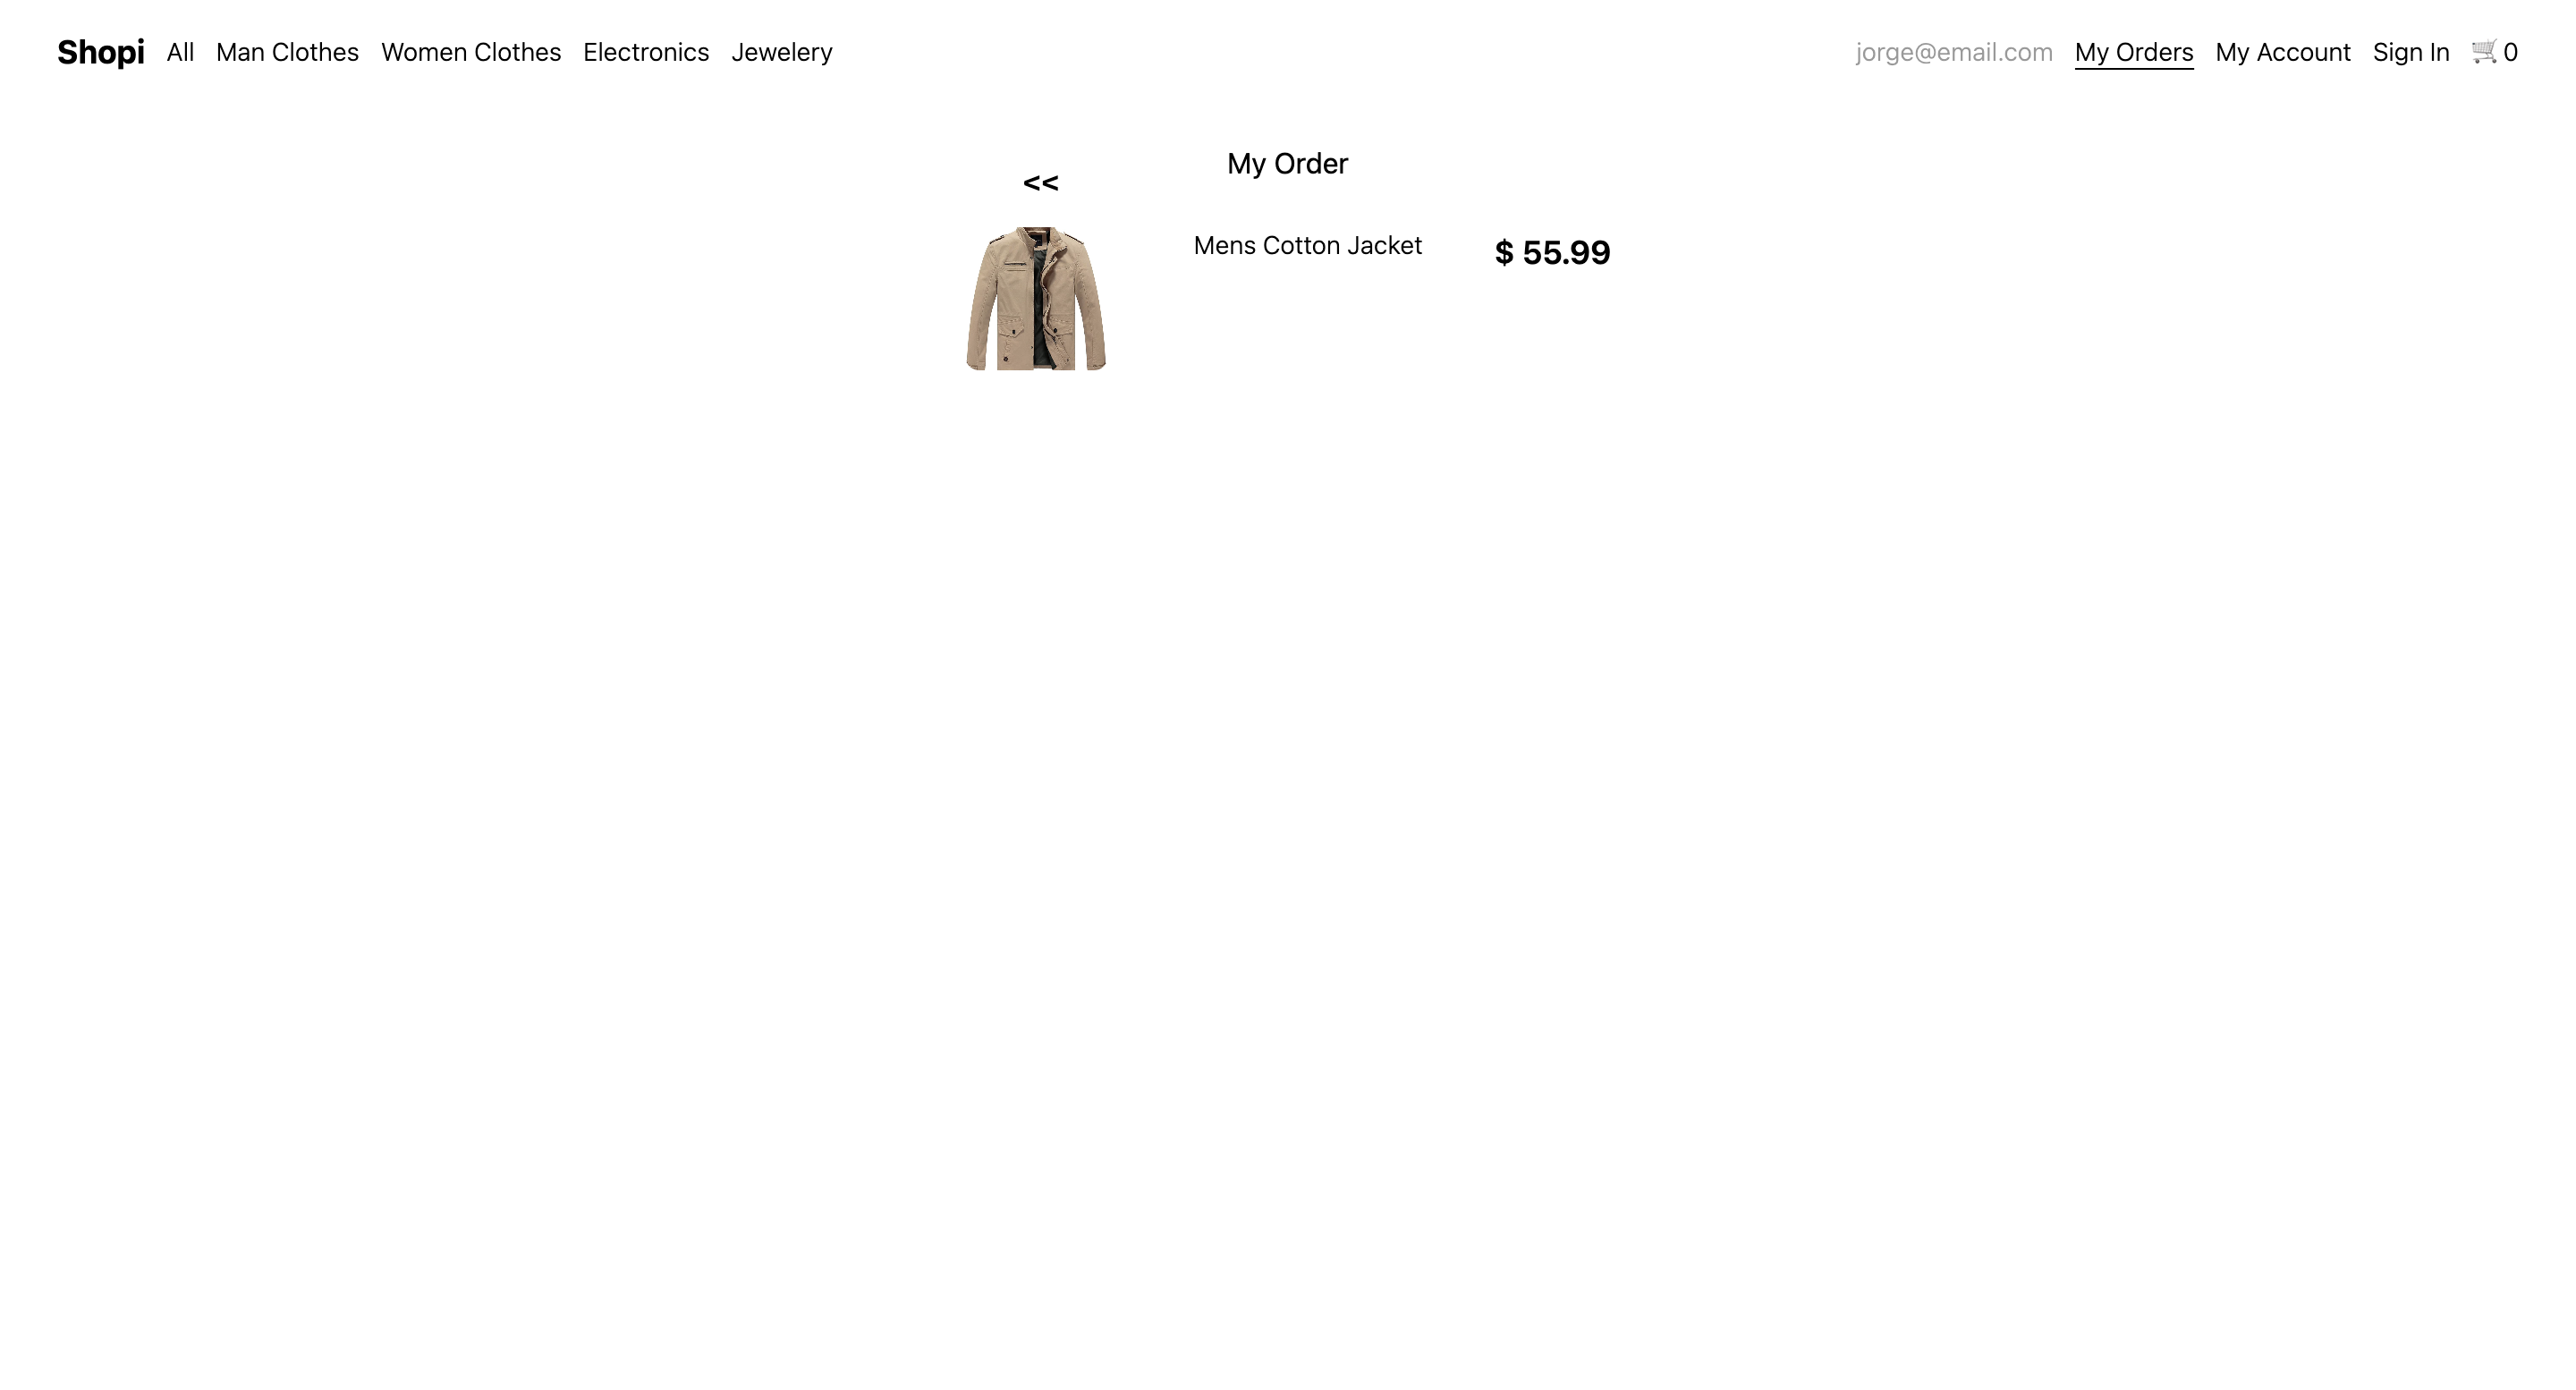 Shopi All Man Clothes Women Clothes Electronics Jewelery jorge@email.com My Orders My Account Sign In 🛒0
My Order
<<
Mens Cotton Jacket $ 55.99